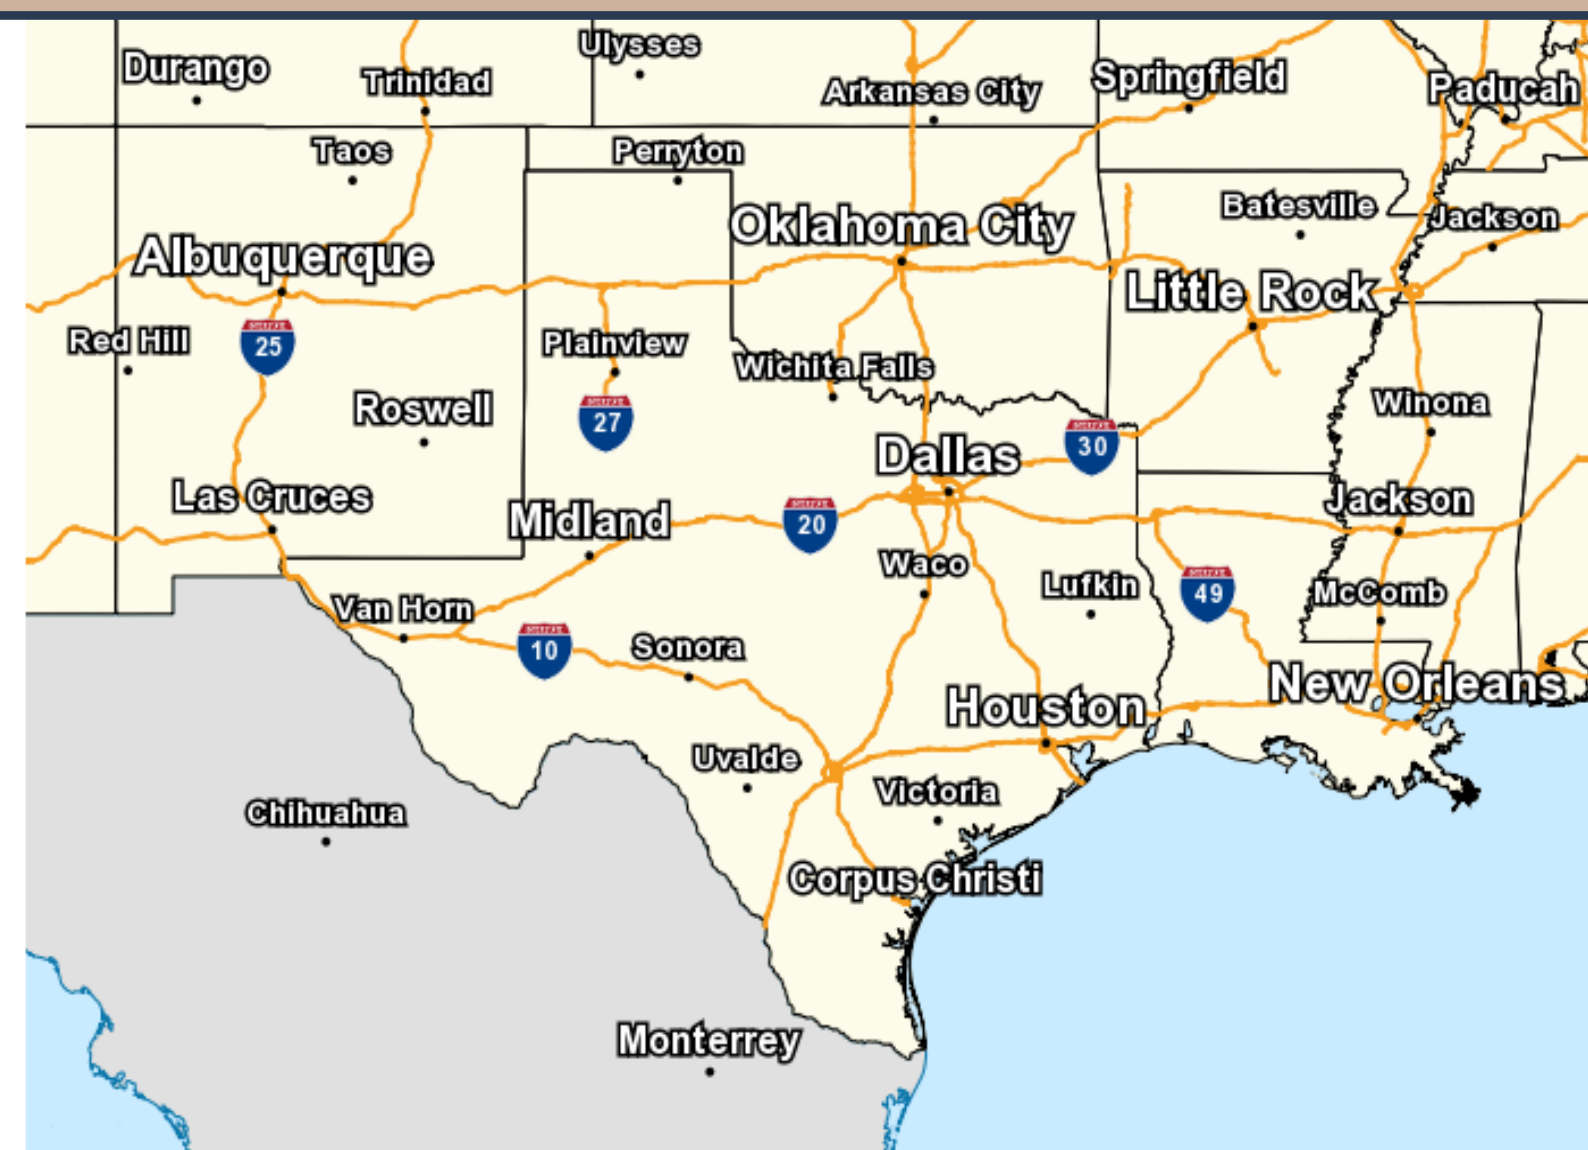 Ulysses
Durango
Trinidad
Arkansas City
Springfield
Paducah
Taos
Perryton
Batesville
Jackson
Oklahoma City
Albuquerque
Little Rock
Red Hill
25
Plainview
Wichita Falls
Roswell
27
Winona
30
Dallas
Las Cruces
Midland
20
Jackson
Waco
Lufkin
49
McComb
Van Horn
10
Sonora
New Orleans
Houston
Uvalde
Victoria
Chihuahua
Corpus Christi
Monterrey